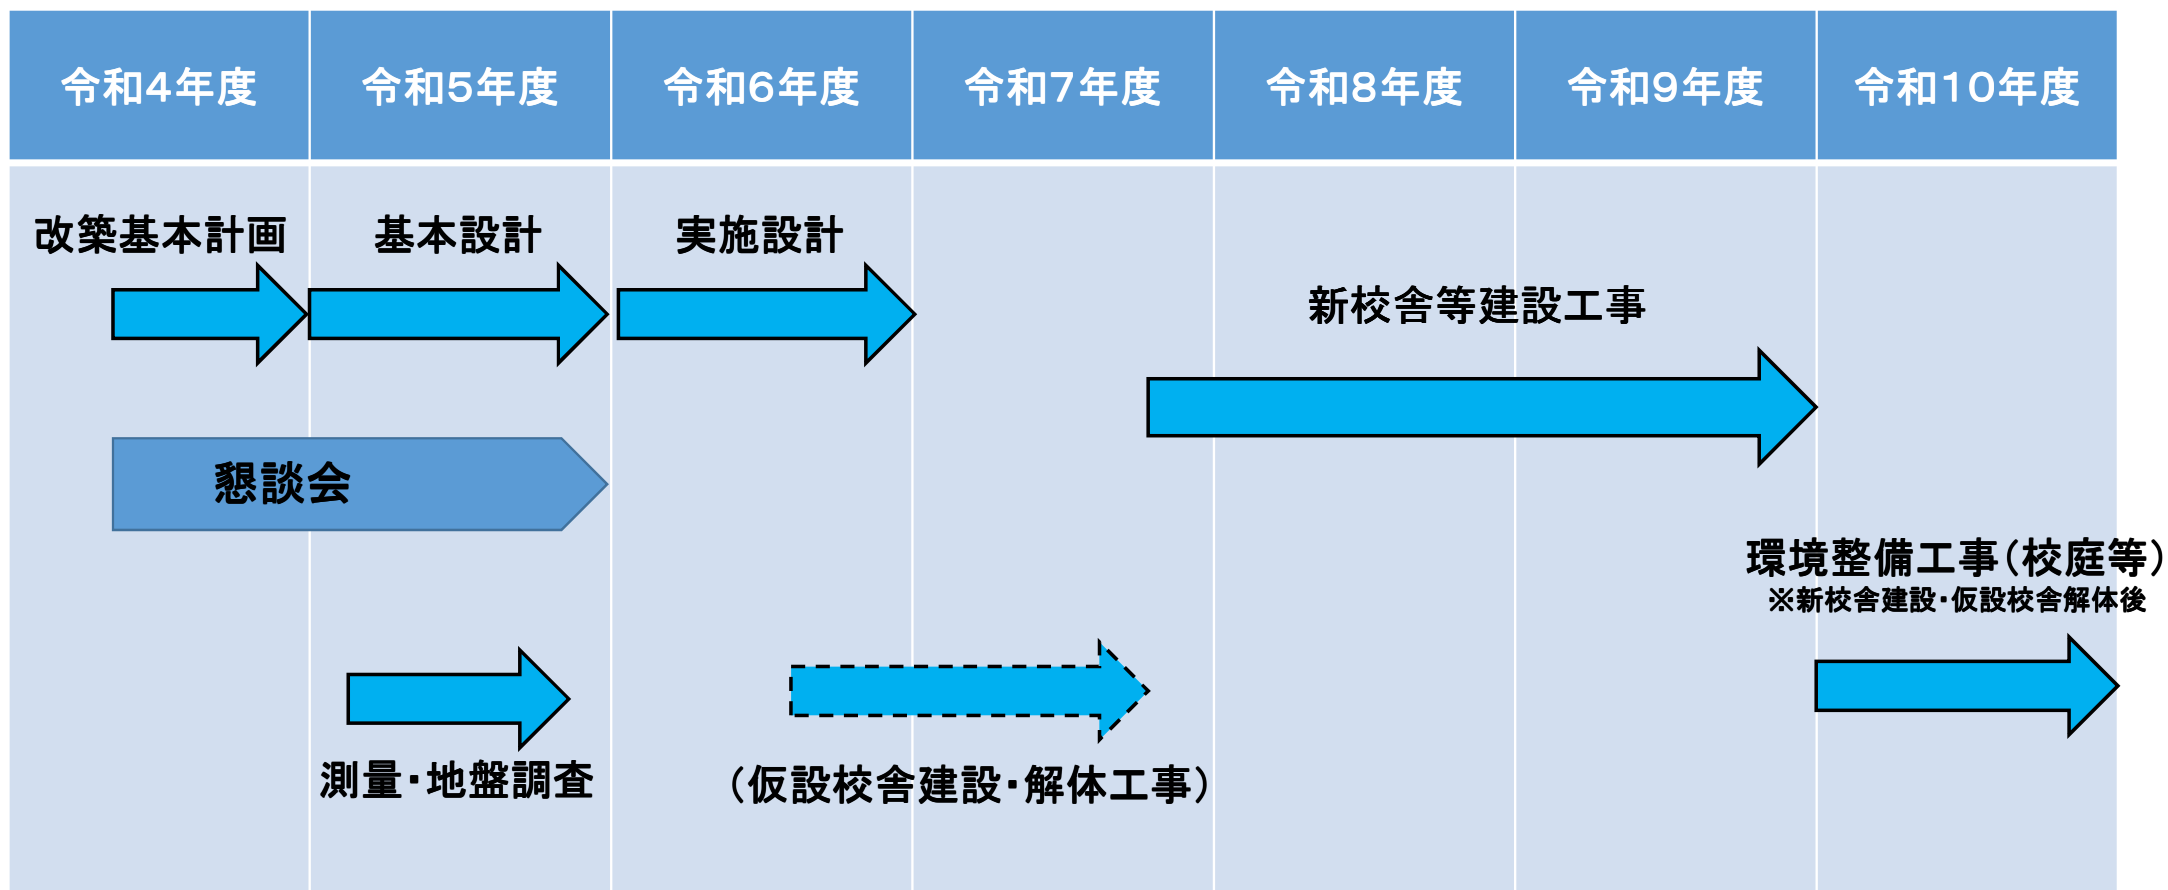 令和4年度
令和5年度
令和6年度
令和7年度
令和8年度
令和9年度
令和10年度
改築基本計画
基本設計
実施設計
新校舎等建設工事
懇談会
環境整備工事（校庭等）
※新校舎建設・仮設校舎解体後
測量・地盤調査
（仮設校舎建設・解体工事）